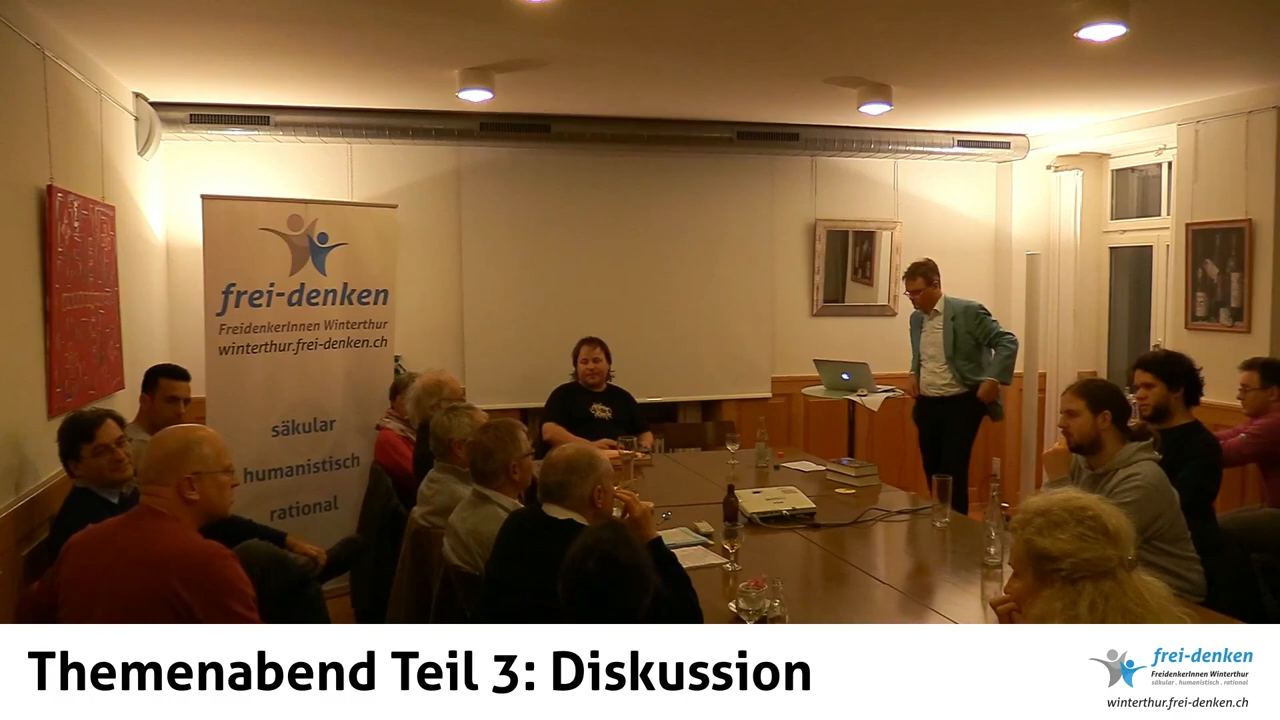 frei-denken
FreidenkerInnen Winterthur
winterthur.frei-denken.ch
säkular
humanistisch
rational
Themenabend Teil 3: Diskussion
frei-denken
FreidenkerInnen Winterthur
säkular . humanistisch . rational
winterthur.frei-denken.ch